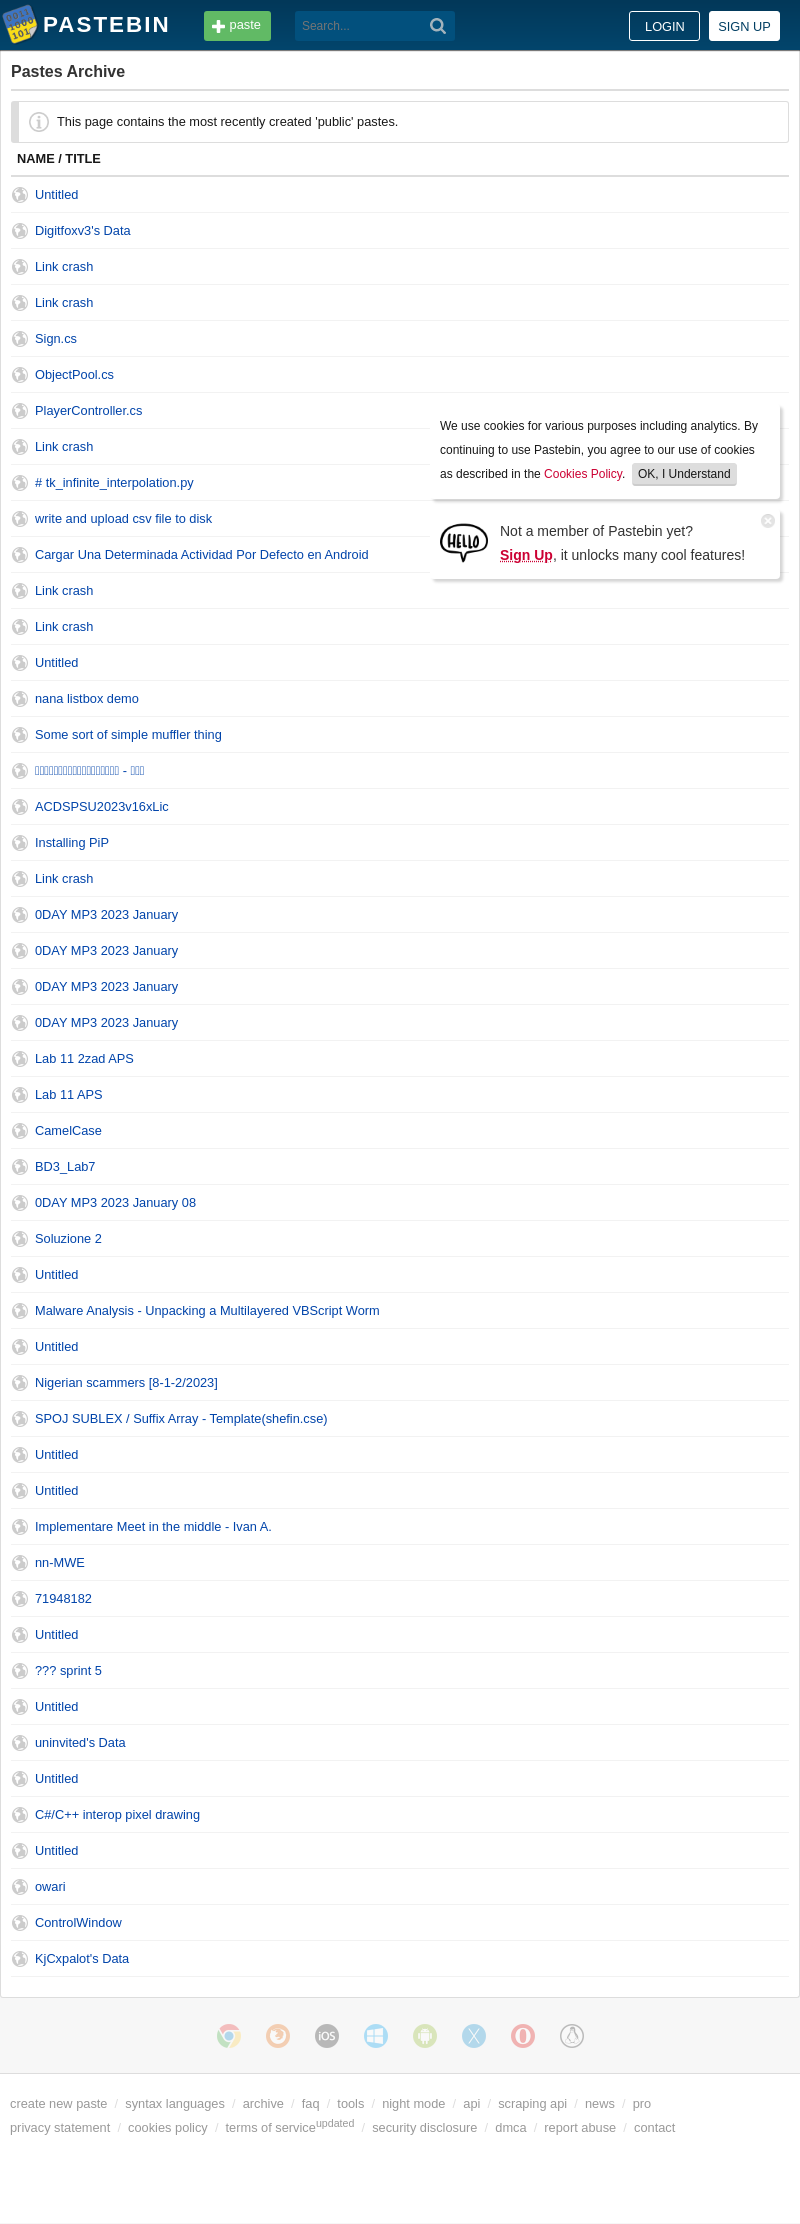 PASTEBIN
paste
Search...
LOGIN
SIGN UP
Pastes Archive
This page contains the most recently created 'public' pastes.
NAME / TITLE
Untitled
Digitfoxv3's Data
Link crash
Link crash
Sign.cs
ObjectPool.cs
PlayerController.cs
Link crash
# tk_infinite_interpolation.py
write and upload csv file to disk
Cargar Una Determinada Actividad Por Defecto en Android
We use cookies for various purposes including analytics. By
continuing to use Pastebin, you agree to our use of cookies
as described in the Cookies Policy. OK, I Understand
HELLO
Not a member of Pastebin yet?
Sign Up, it unlocks many cool features!
Link crash
Link crash
Untitled
nana listbox demo
Some sort of simple muffler thing
-
ACDSPSU2023v16xLic
Installing PiP
Link crash
0DAY MP3 2023 January
0DAY MP3 2023 January
0DAY MP3 2023 January
0DAY MP3 2023 January
Lab 11 2zad APS
Lab 11 APS
CamelCase
BD3_Lab7
0DAY MP3 2023 January 08
Soluzione 2
Untitled
Malware Analysis - Unpacking a Multilayered VBScript Worm
Untitled
Nigerian scammers [8-1-2/2023]
SPOJ SUBLEX / Suffix Array - Template(shefin.cse)
Untitled
Untitled
Implementare Meet in the middle - Ivan A.
nn-MWE
71948182
Untitled
??? sprint 5
Untitled
uninvited's Data
Untitled
C#/C++ interop pixel drawing
Untitled
owari
ControlWindow
KjCxpalot's Data
iOS
create new paste / syntax languages / archive / faq / tools / night mode / api / scraping api / news / pro
privacy statement / cookies policy / terms of service updated / security disclosure / dmca / report abuse / contact